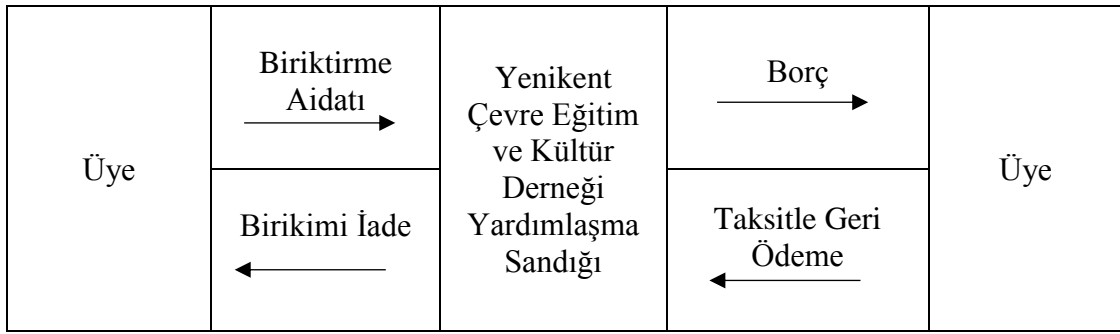 Üye
Biriktirme
Aidatı
Birikimi İade
Yenikent
Çevre Eğitim
ve Kültür
Derneği
Yardımlaşma
Sandığı
Borç
Taksitle Geri
Ödeme
Üye